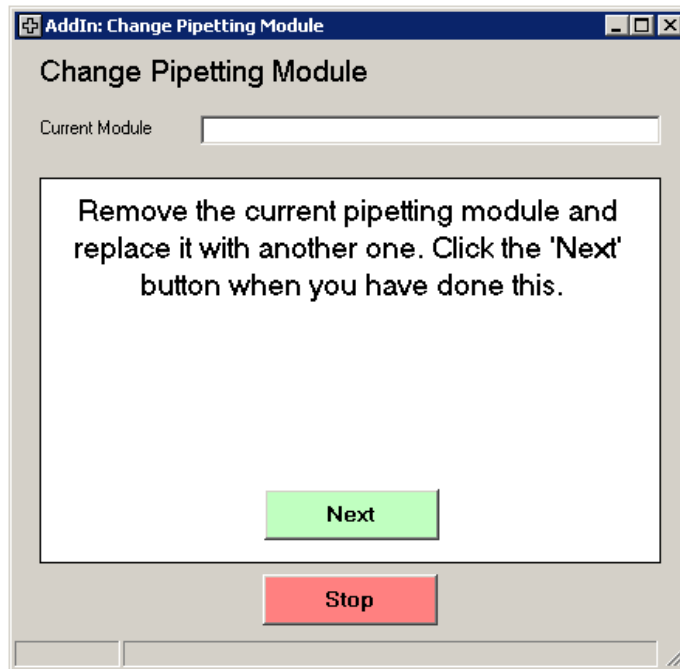 AddIn: Change Pipetting Module
Change Pipetting Module
Current Module
Remove the current pipetting module and
replace it with another one. Click the 'Next'
button when you have done this.
Next
Stop